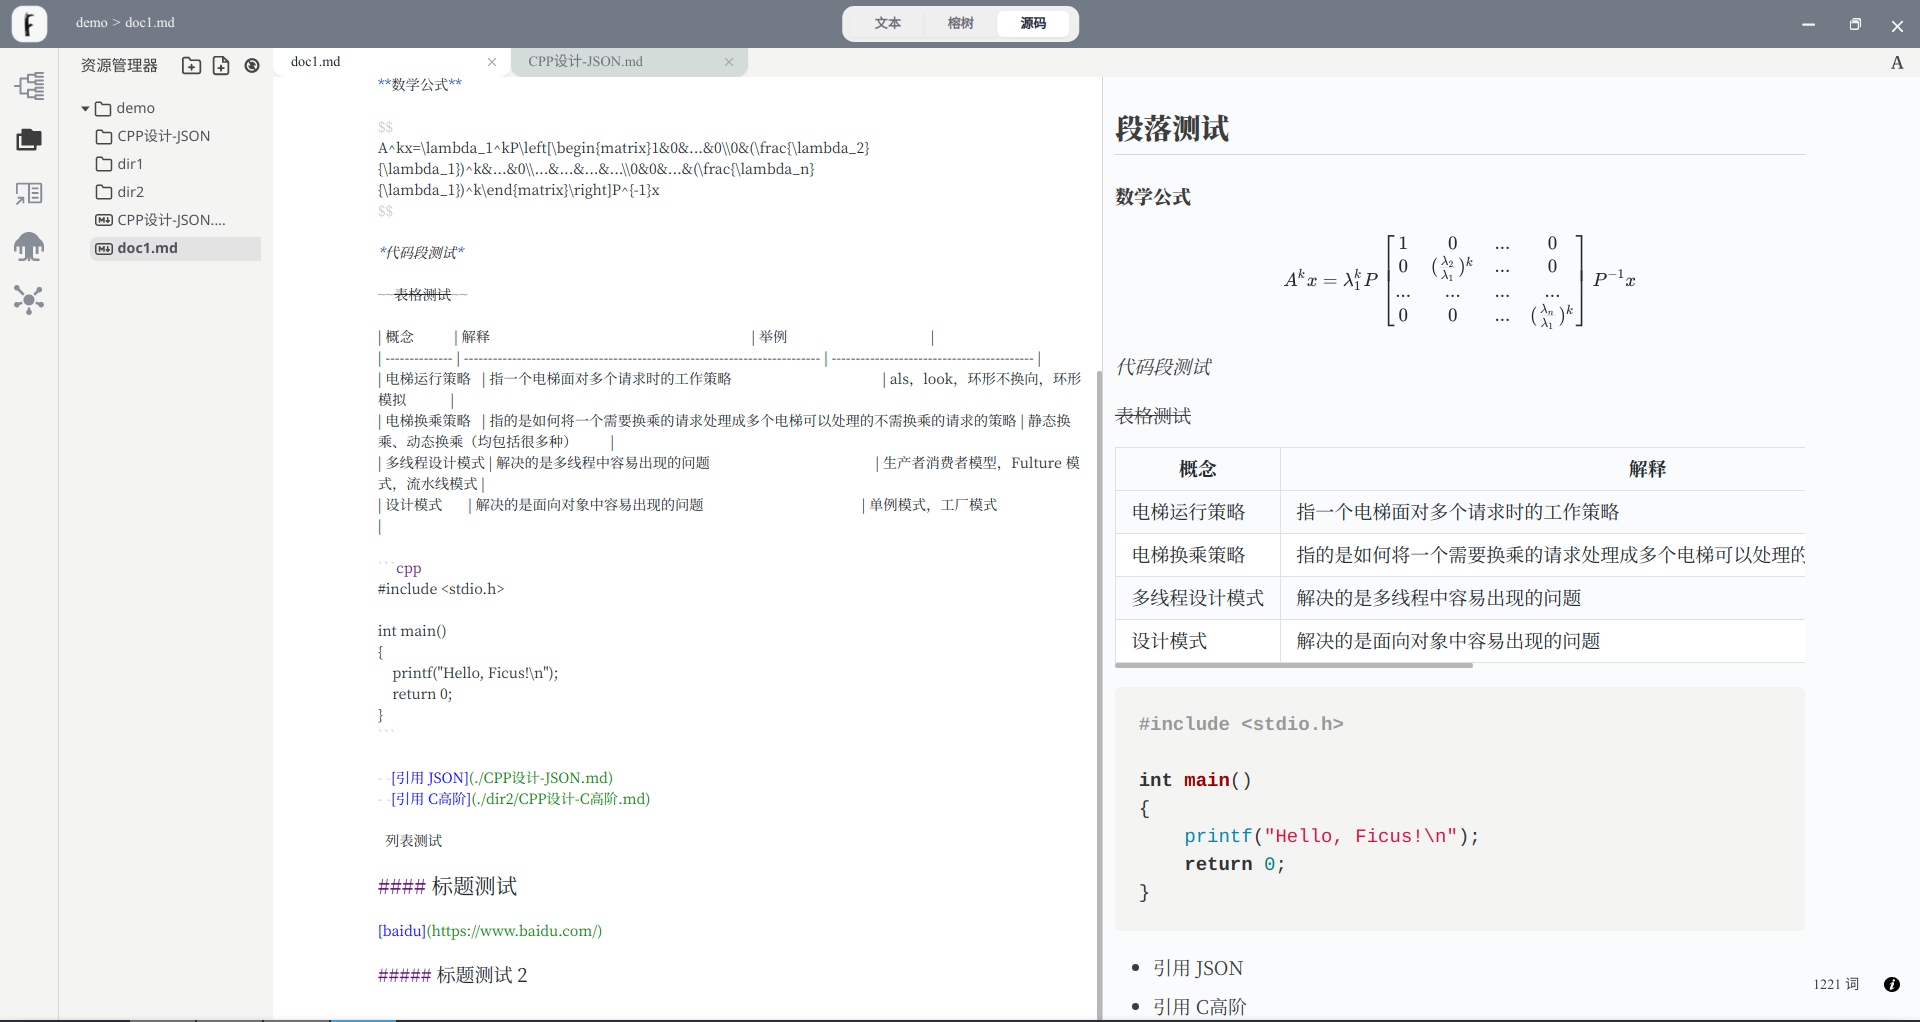 demo > doc1.md
文本 榕树 源码
资源管理器
doc1.md
CPP设计-JSON.md
A
demo
CPP设计-JSON
dir1
dir2
CPP设计-JSON....
doc1.md
**数学公式**
$$
A^kx=\lambda_1^kP\left[\begin{matrix}1&0&...&0\\0&(\frac{\lambda_2}
{\lambda_1})^k&...&0\\...&...&...&...\\0&0&...&(\frac{\lambda_n}
{\lambda_1})^k\end{matrix}\right]P^{-1}x
$$
*代码段测试*
~~表格测试~~
| 概念 | 解释 | 举例 |
| -------------- | -------------------------------------------------------------------------- | ------------------------------------------ |
| 电梯运行策略 | 指一个电梯面对多个请求时的工作策略 | als，look，环形不换向，环形
模拟 |
| 电梯换乘策略 | 指的是如何将一个需要换乘的请求处理成多个电梯可以处理的不需换乘的请求的策略 | 静态换
乘、动态换乘（均包括很多种） |
| 多线程设计模式 | 解决的是多线程中容易出现的问题 | 生产者消费者模型，Fulture 模
式，流水线模式 |
| 设计模式 | 解决的是面向对象中容易出现的问题 | 单例模式，工厂模式
|
```cpp
#include <stdio.h>
int main()
{
printf("Hello, Ficus!\n");
return 0;
}
```
- [引用 JSON](./CPP设计-JSON.md)
- [引用 C高阶](./dir2/CPP设计-C高阶.md)
列表测试
#### 标题测试
[baidu](https://www.baidu.com/)
##### 标题测试 2
段落测试
数学公式
A^k x = λ_1^k P [ 1 0 ... 0
0 (λ_2/λ_1)^k ... 0
... ... ... ...
0 0 ... (λ_n/λ_1)^k ] P^{-1} x
代码段测试
表格测试
概念 解释
电梯运行策略 指一个电梯面对多个请求时的工作策略
电梯换乘策略 指的是如何将一个需要换乘的请求处理成多个电梯可以处理的
多线程设计模式 解决的是多线程中容易出现的问题
设计模式 解决的是面向对象中容易出现的问题
#include <stdio.h>
int main()
{
printf("Hello, Ficus!\n");
return 0;
}
• 引用 JSON
• 引用 C高阶
1221 词